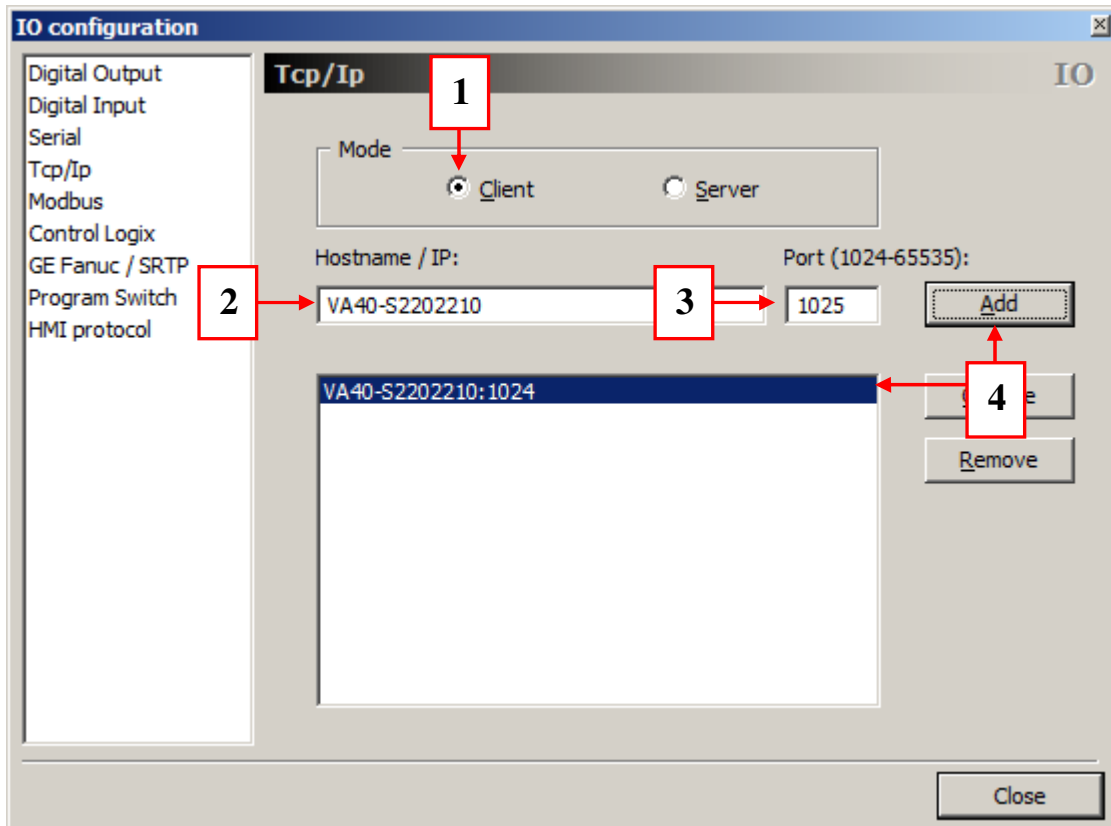 IO configuration
Digital Output
Digital Input
Serial
Tcp/Ip
Modbus
Control Logix
GE Fanuc / SRTP
Program Switch
HMI protocol
Tcp/Ip
IO
1
Mode
Client
Server
Hostname / IP:
Port (1024-65535):
2
VA40-S2202210
3
1025
Add
VA40-S2202210:1024
4
Remove
Close